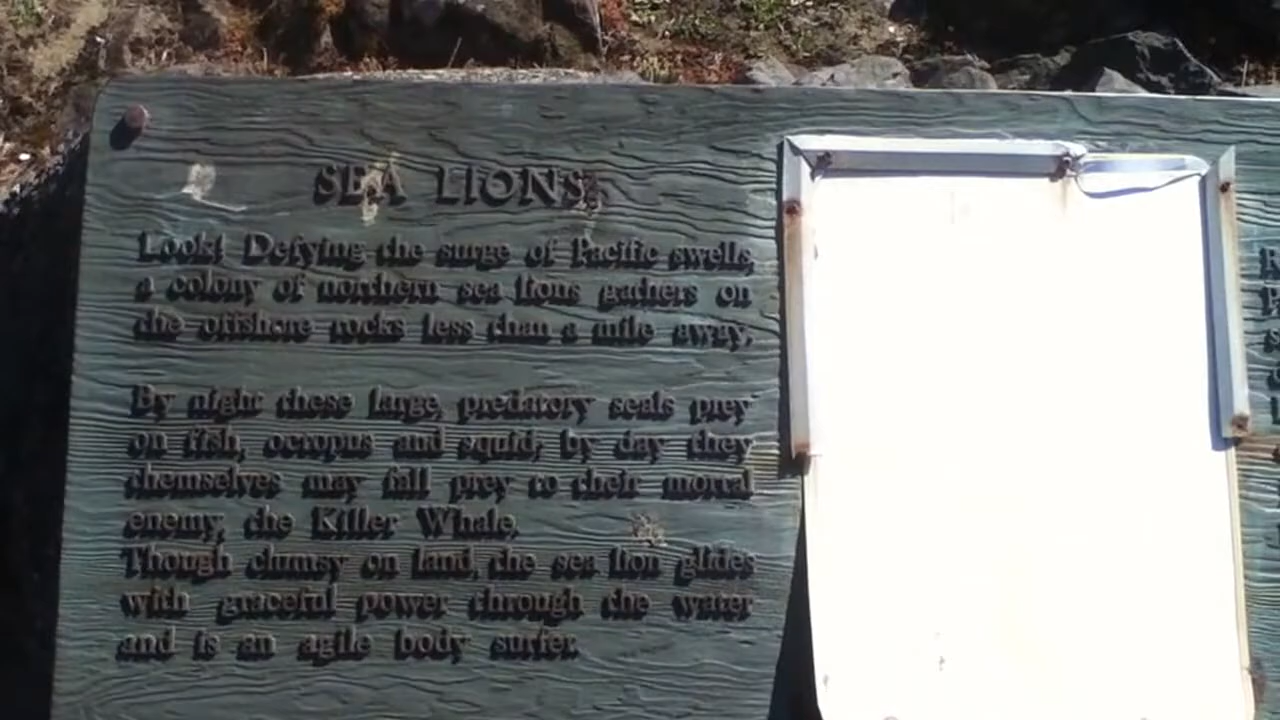 SEA LIONS
Look! Defying the surge of Pacific swells,
a colony of northern sea lions gathers on
the offshore rocks less than a mile away.
By night these large, predatory seals prey
on fish, octopus and squid; by day they
themselves may fall prey to their mortal
enemy, the Killer Whale.
Though clumsy on land, the sea lion glides
with graceful power through the water
and is an agile body surfer.